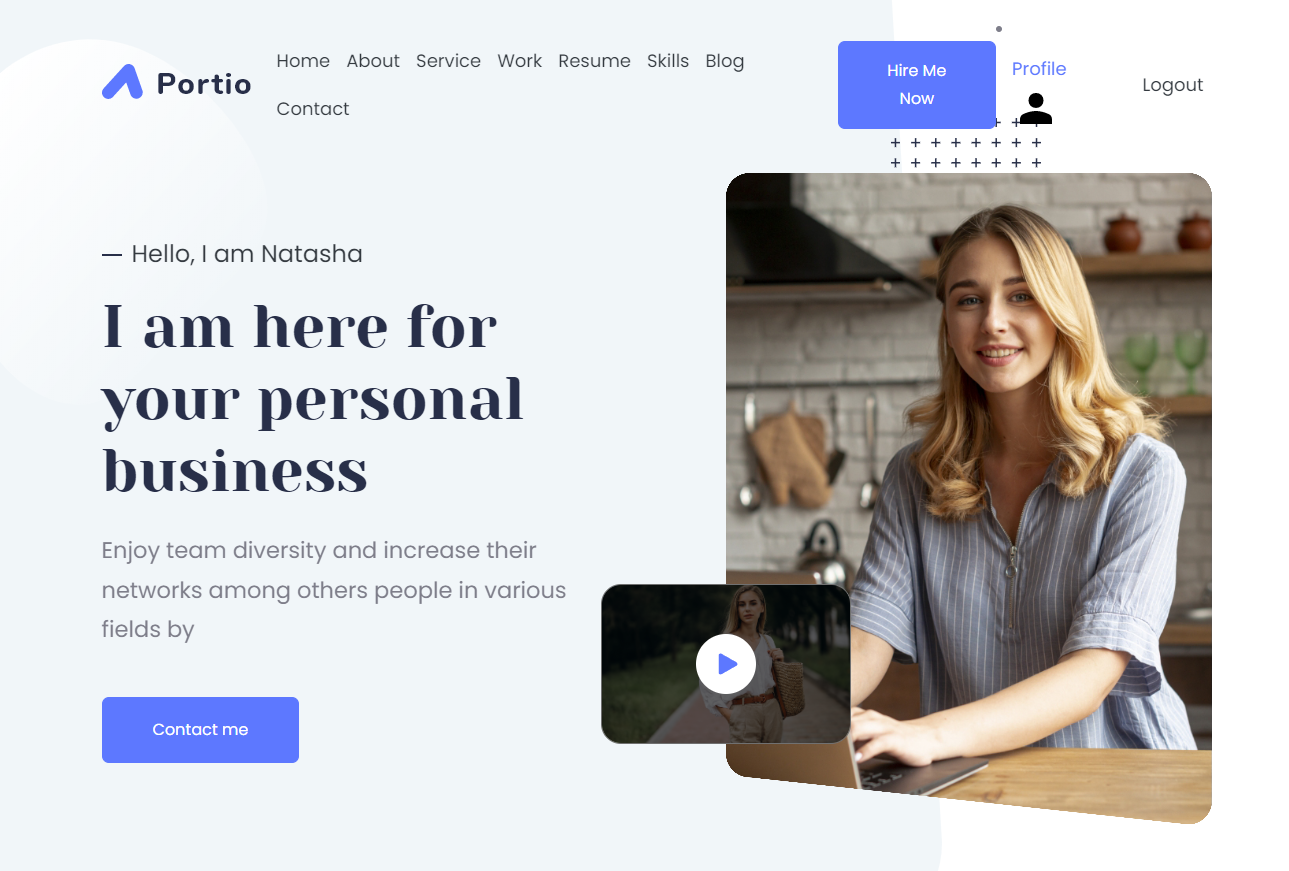 Portio
Home About Service Work Resume Skills Blog
Contact
Hire Me
Now
Profile
Logout
Hello, I am Natasha
I am here for
your personal
business
Enjoy team diversity and increase their
networks among others people in various
fields by
Contact me